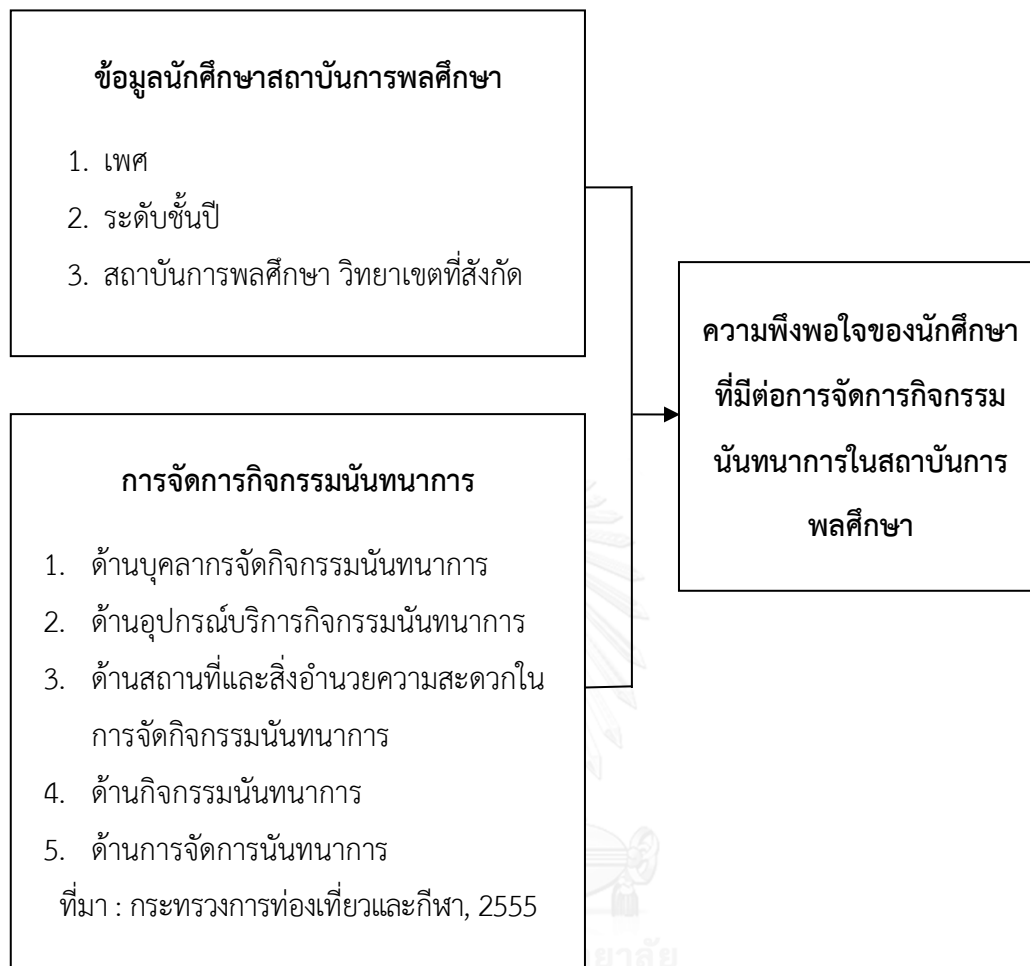 ข้อมูลนักศึกษาสถาบันการพลศึกษา
1. เพศ
2. ระดับชั้นปี
3. สถาบันการพลศึกษา วิทยาเขตที่สังกัด
การจัดการกิจกรรมนันทนาการ
1. ด้านบุคลากรจัดกิจกรรมนันทนาการ
2. ด้านอุปกรณ์บริการกิจกรรมนันทนาการ
3. ด้านสถานที่และสิ่งอำนวยความสะดวกใน
การจัดกิจกรรมนันทนาการ
4. ด้านกิจกรรมนันทนาการ
5. ด้านการจัดการนันทนาการ
ที่มา : กระทรวงการท่องเที่ยวและกีฬา, 2555
ความพึงพอใจของนักศึกษา
ที่มีต่อการจัดการกิจกรรม
นันทนาการในสถาบันการ
พลศึกษา